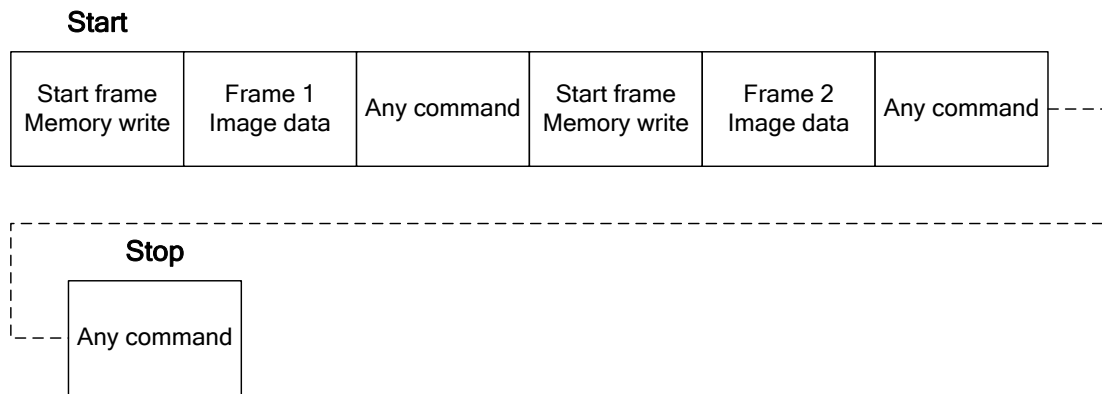 Start
Start frame
Memory write
Frame 1
Image data
Any command
Start frame
Memory write
Frame 2
Image data
Any command
Stop
Any command